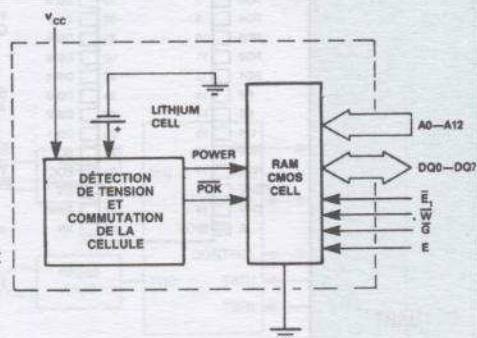 VCC
LITHIUM
CELL
+
DÉTECTION
DE TENSION
ET
COMMUTATION
DE LA
CELLULE
POWER
POK
RAM
CMOS
CELL
A0—A12
DQ0—DQ7
E1
W
G
E